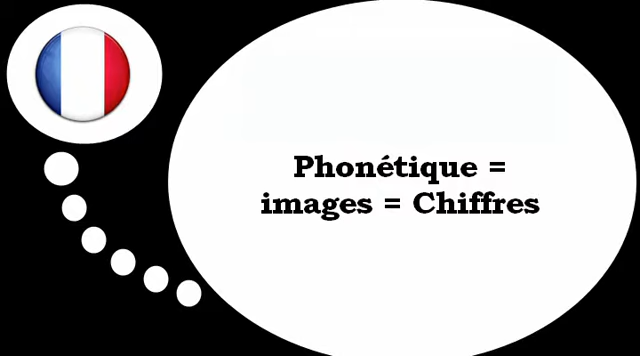 Phonétique =
images = Chiffres